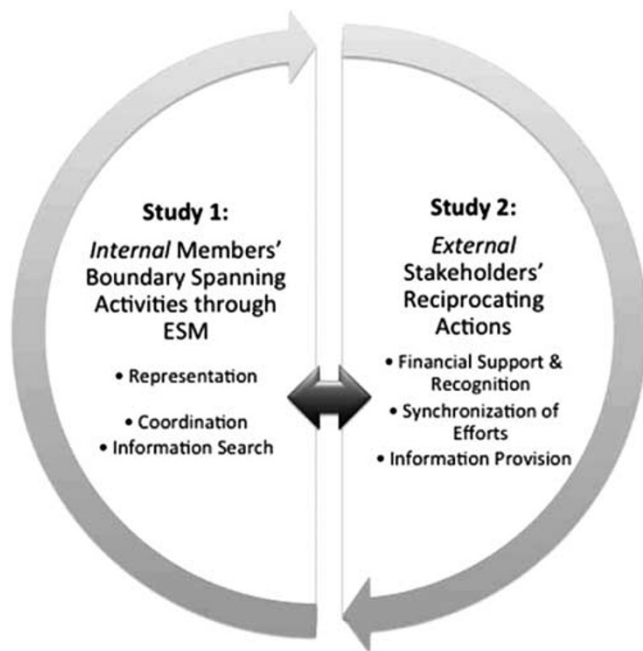 Study 1:
Internal Members’
Boundary Spanning
Activities through
ESM
• Representation
• Coordination
• Information Search
Study 2:
External
Stakeholders’
Reciprocating
Actions
• Financial Support &
Recognition
• Synchronization of
Efforts
• Information Provision